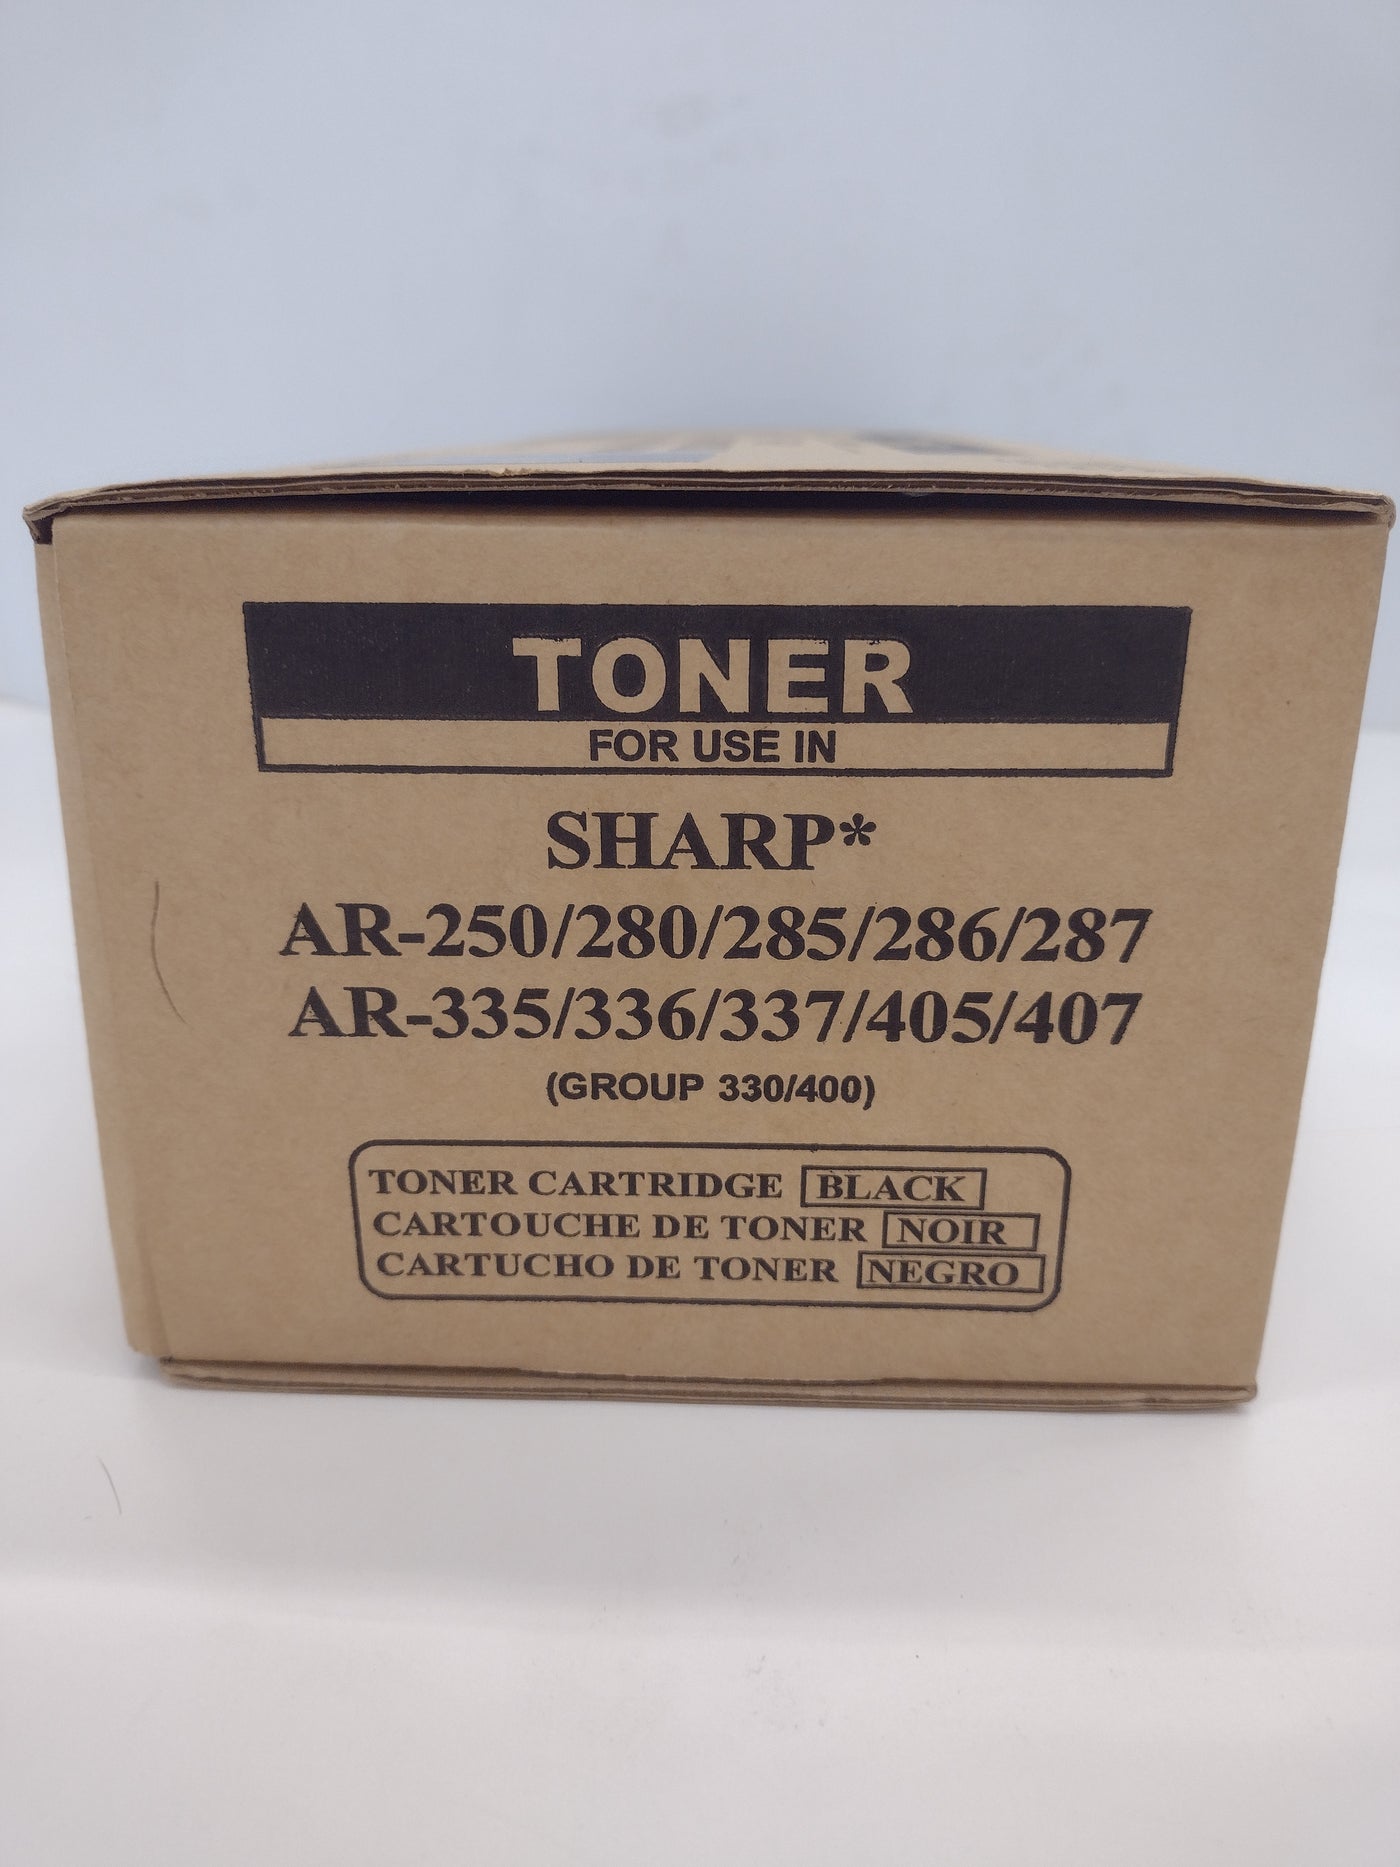 TONER
FOR USE IN
SHARP*
AR-250/280/285/286/287
AR-335/336/337/405/407
(GROUP 330/400)
TONER CARTRIDGE BLACK
CARTOUCHE DE TONER NOIR
CARTUCHO DE TONER NEGRO